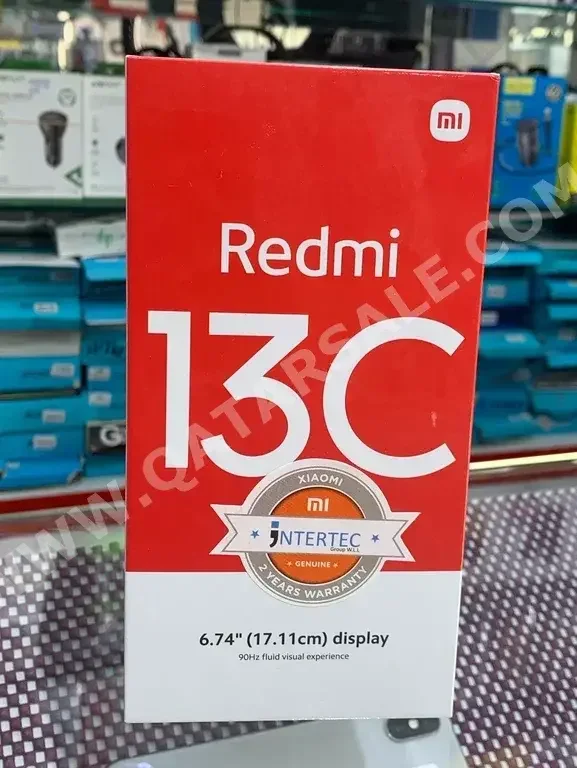 mi
Redmi
13C
XIAOMI
mi
INTERTEC
Group W.L.L
GENUINE
2 YEARS WARRANTY
6.74" (17.11cm) display
90Hz fluid visual experience
WWW.QATARSALE.COM